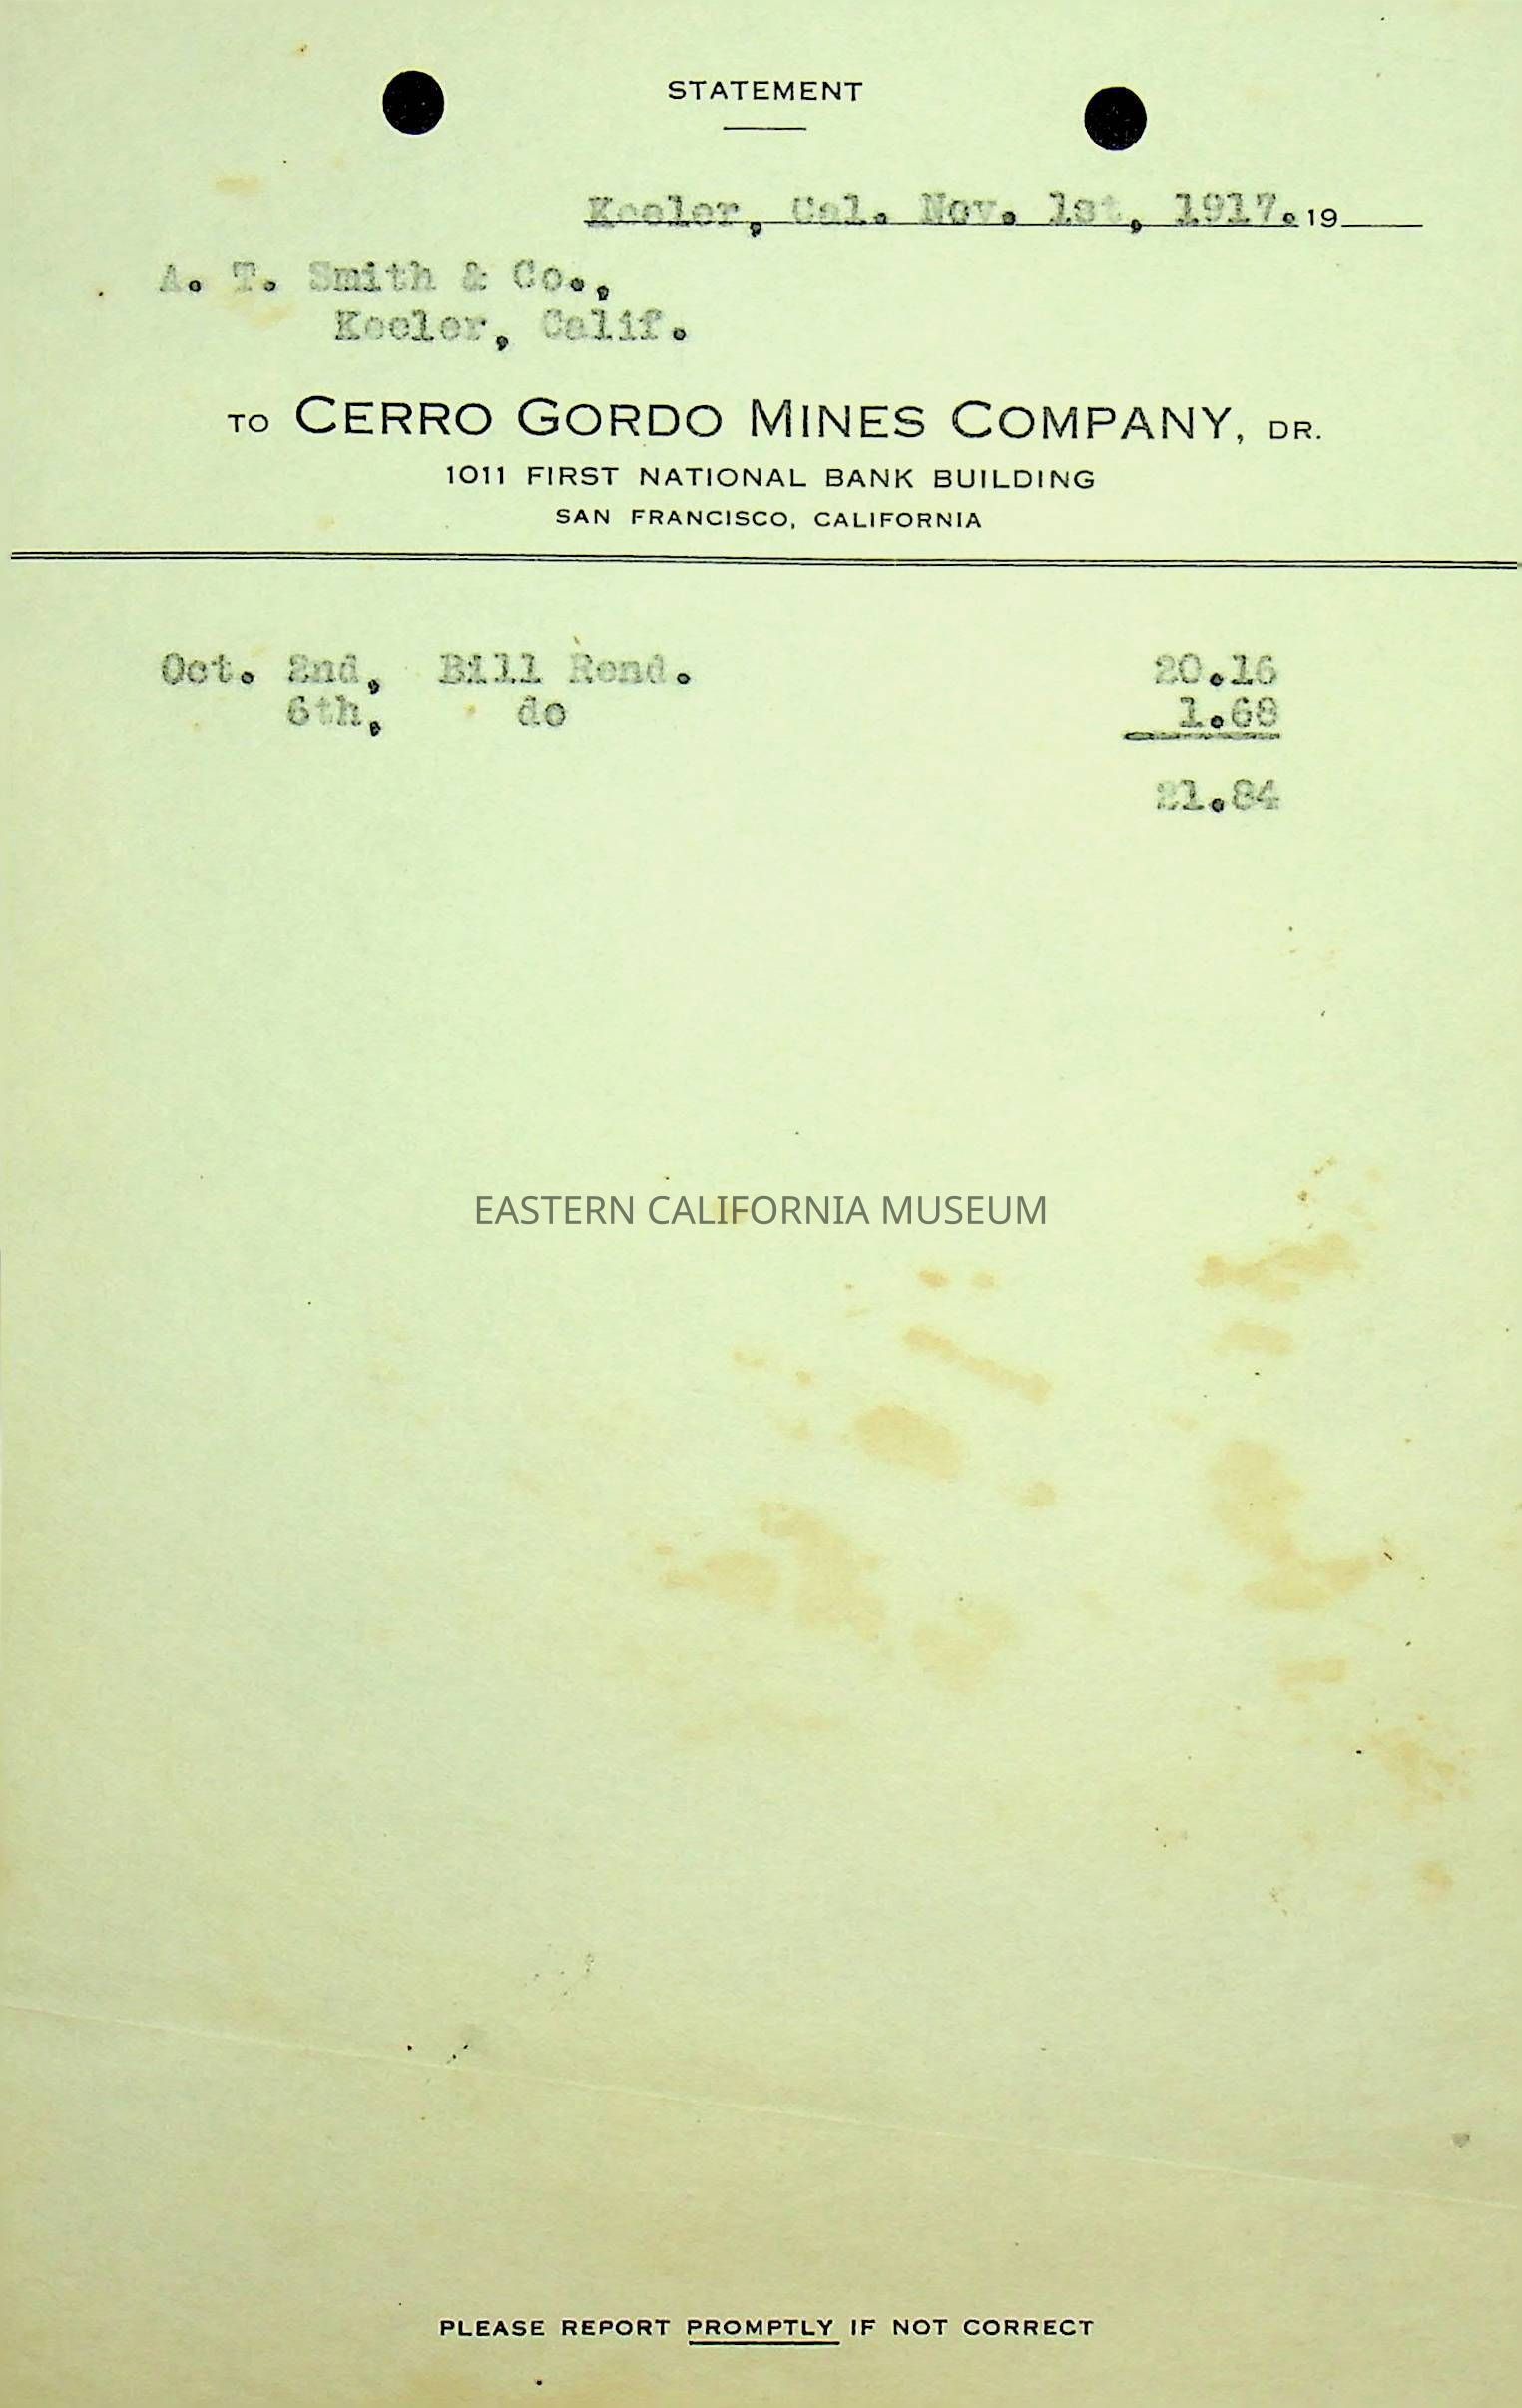 STATEMENT
Keeler, Cal. Nov. 1st, 1917. 19
A. T. Smith & Co.,
Keeler, Calif.
TO CERRO GORDO MINES COMPANY, DR.
1011 FIRST NATIONAL BANK BUILDING
SAN FRANCISCO, CALIFORNIA
Oct. 2nd, Bill Rend. 20.16
6th, do 1.68
21.84
EASTERN CALIFORNIA MUSEUM
PLEASE REPORT PROMPTLY IF NOT CORRECT